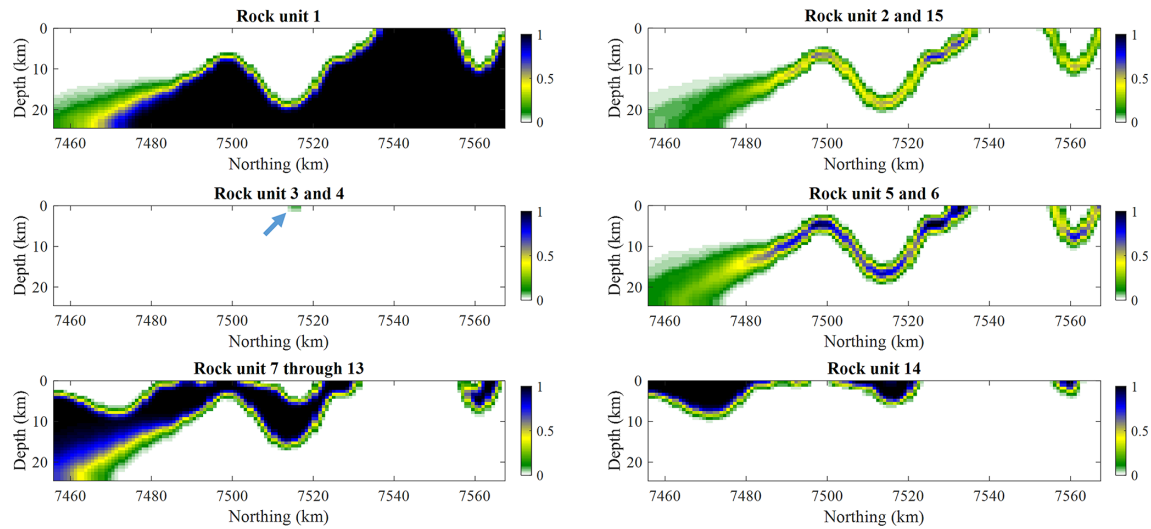 Rock unit 1
0
10
20
Depth (km)
7460 7480 7500 7520 7540 7560
Northing (km)
1
0.5
0
Rock unit 2 and 15
0
10
20
Depth (km)
7460 7480 7500 7520 7540 7560
Northing (km)
1
0.5
0
Rock unit 3 and 4
0
10
20
Depth (km)
7460 7480 7500 7520 7540 7560
Northing (km)
1
0.5
0
Rock unit 5 and 6
0
10
20
Depth (km)
7460 7480 7500 7520 7540 7560
Northing (km)
1
0.5
0
Rock unit 7 through 13
0
10
20
Depth (km)
7460 7480 7500 7520 7540 7560
Northing (km)
1
0.5
0
Rock unit 14
0
10
20
Depth (km)
7460 7480 7500 7520 7540 7560
Northing (km)
1
0.5
0